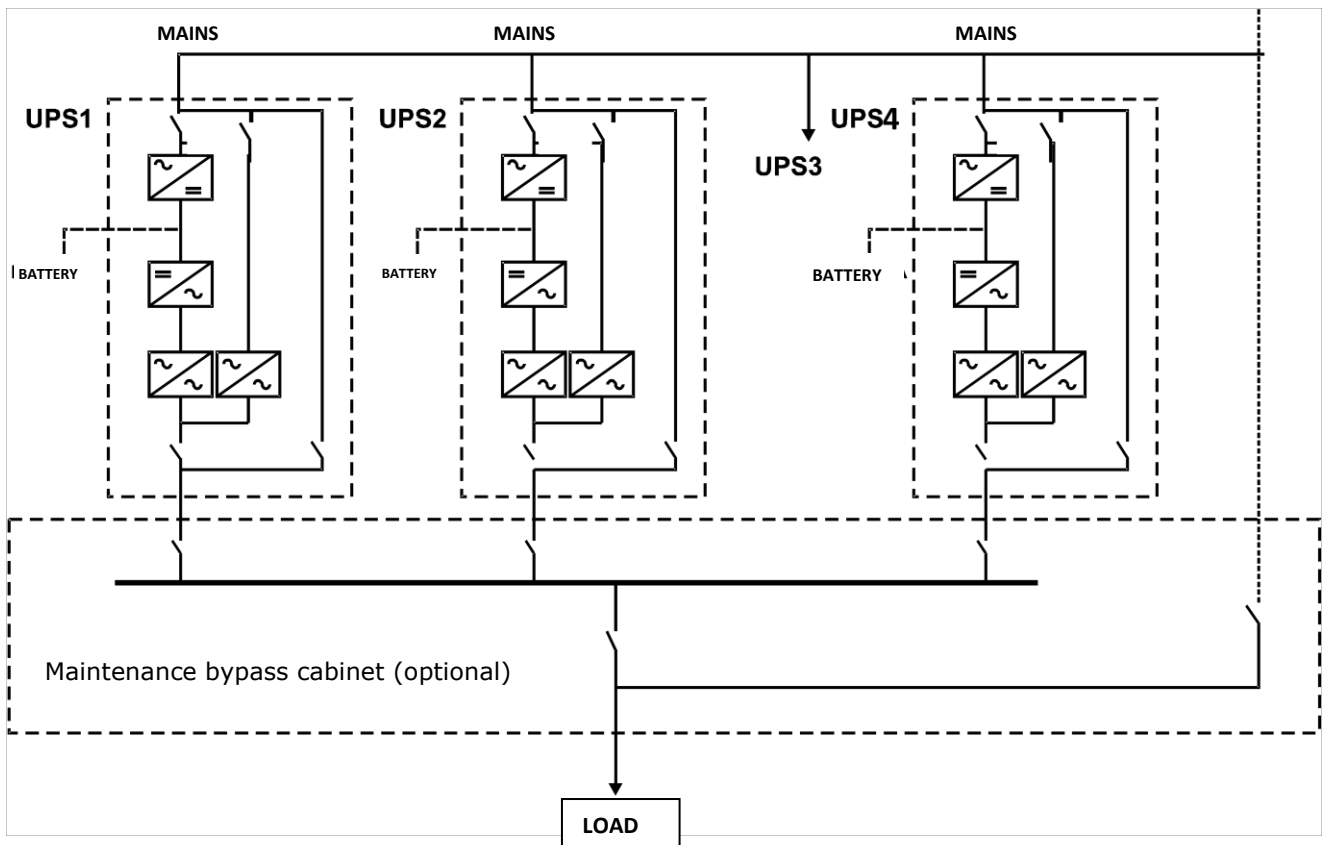 MAINS MAINS MAINS
UPS1 UPS2 UPS4
UPS3
BATTERY BATTERY BATTERY
Maintenance bypass cabinet (optional)
LOAD